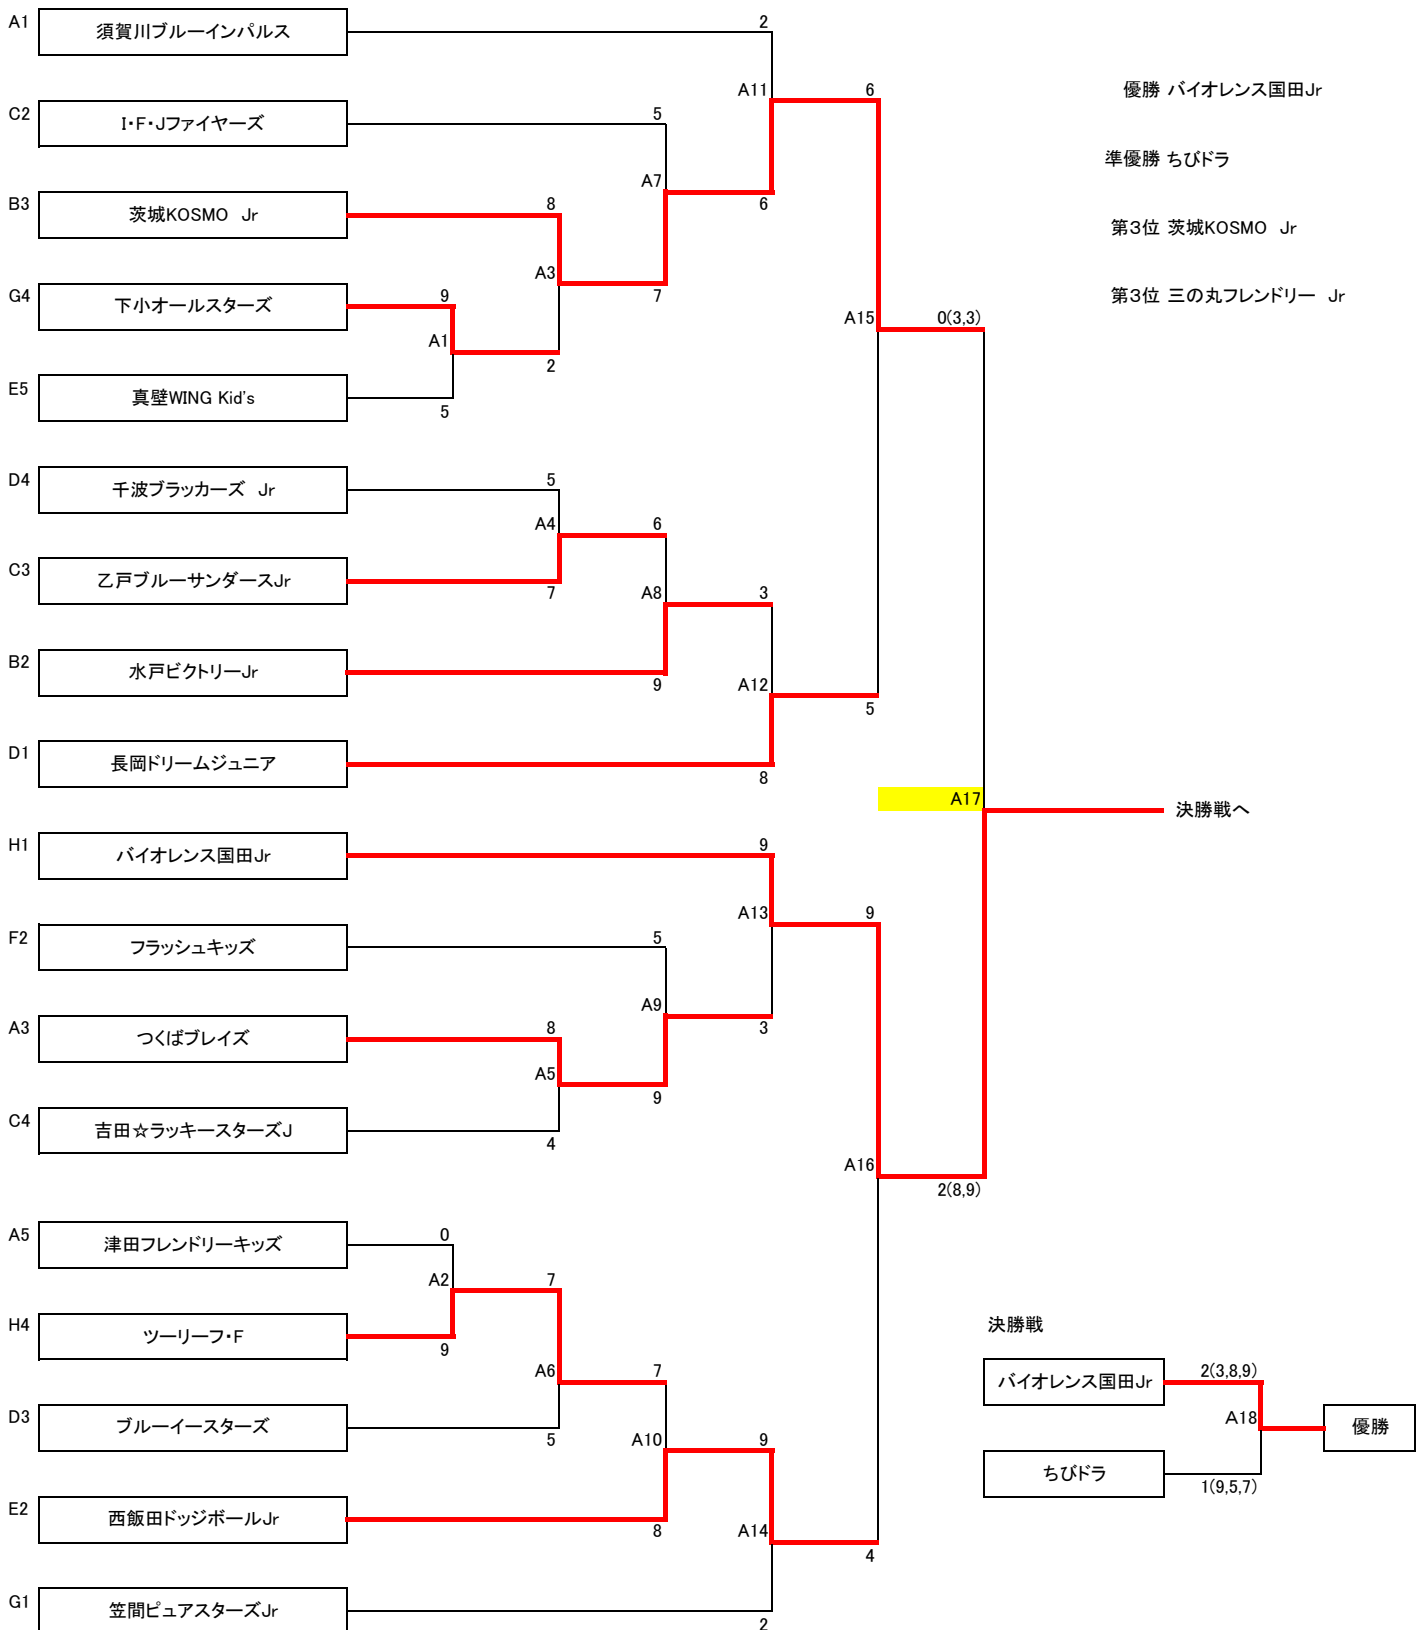 A1 須賀川ブルーインパルス 2
A11 6
優勝 バイオレンス国田Jr
C2 I・F・Jファイヤーズ 5
準優勝 ちびドラ
A7
B3 茨城KOSMO Jr 8 6
第3位 茨城KOSMO Jr
A3
G4 下小オールスターズ 9 7
第3位 三の丸フレンドリー Jr
A15 0(3,3)
A1
2
E5 真壁WING Kid's
5
D4 千波ブラッカーズ Jr 5
A4 6
C3 乙戸ブルーサンダースJr
7 A8 3
B2 水戸ビクトリーJr
9 A12
5
D1 長岡ドリームジュニア
8
A17
決勝戦へ
H1 バイオレンス国田Jr 9
A13 9
F2 フラッシュキッズ 5
A9
A3 つくばブレイズ 8 3
A5
9
C4 吉田☆ラッキースターズJ
4
A16
2(8,9)
A5 津田フレンドリーキッズ 0
A2 7
H4 ツーリーフ・F
9
決勝戦
A6 7
バイオレンス国田Jr 2(3,8,9)
D3 ブルーイースターズ
5 A10 9
A18 優勝
ちびドラ
1(9,5,7)
E2 西飯田ドッジボールJr
8 A14
4
G1 笠間ピュアスターズJr
2